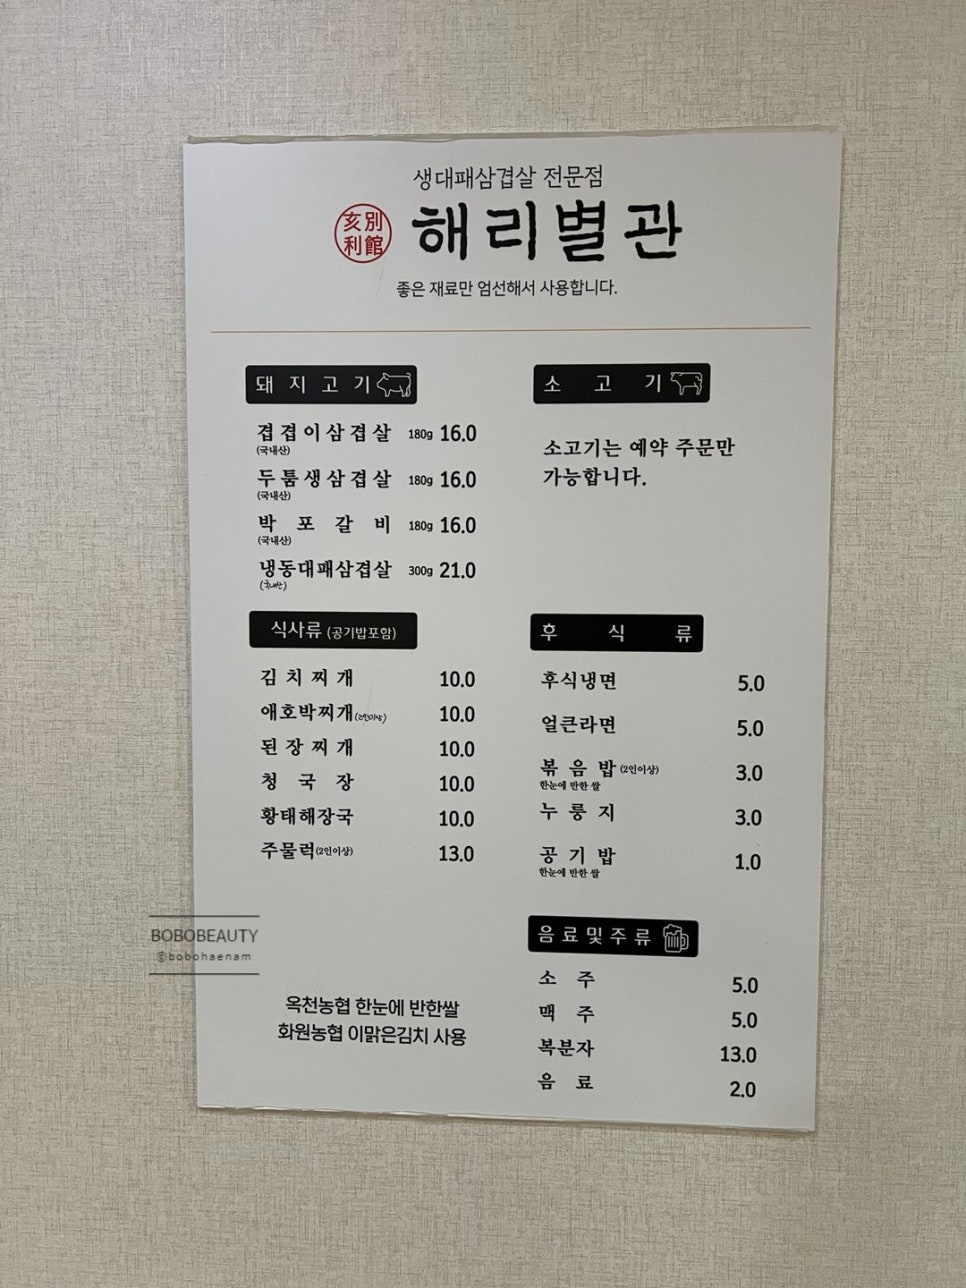 생대패삼겹살 전문점
亥別
利館
해리별관
좋은 재료만 엄선해서 사용합니다.
돼지고기
겹겹이삼겹살 180g 16.0
(국내산)
두툼생삼겹살 180g 16.0
(국내산)
박포갈비 180g 16.0
(국내산)
냉동대패삼겹살 300g 21.0
(국내산)
소고기
소고기는 예약 주문만
가능합니다.
식사류 (공기밥포함)
김치찌개 10.0
애호박찌개(2인이상) 10.0
된장찌개 10.0
청국장 10.0
황태해장국 10.0
주물럭(2인이상) 13.0
후식류
후식냉면 5.0
얼큰라면 5.0
볶음밥 (2인이상) 3.0
한눈에 반한 쌀
누룽지 3.0
공기밥 1.0
한눈에 반한 쌀
음료및주류
소주 5.0
맥주 5.0
복분자 13.0
음료 2.0
옥천농협 한눈에 반한쌀
화원농협 이맑은김치 사용
BOBOBEAUTY
@bobohaenam